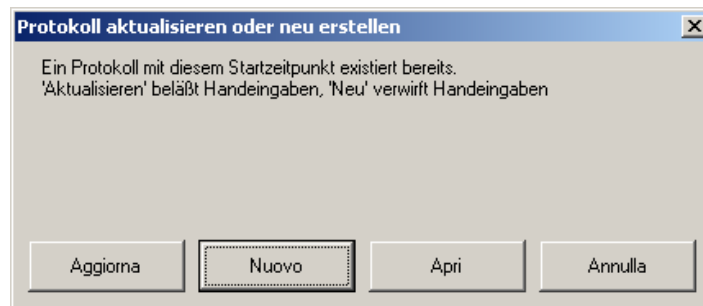 Protokoll aktualisieren oder neu erstellen
Ein Protokoll mit diesem Startzeitpunkt existiert bereits.
'Aktualisieren' beläßt Handeingaben, 'Neu' verwirft Handeingaben
Aggiorna
Nuovo
Apri
Annulla